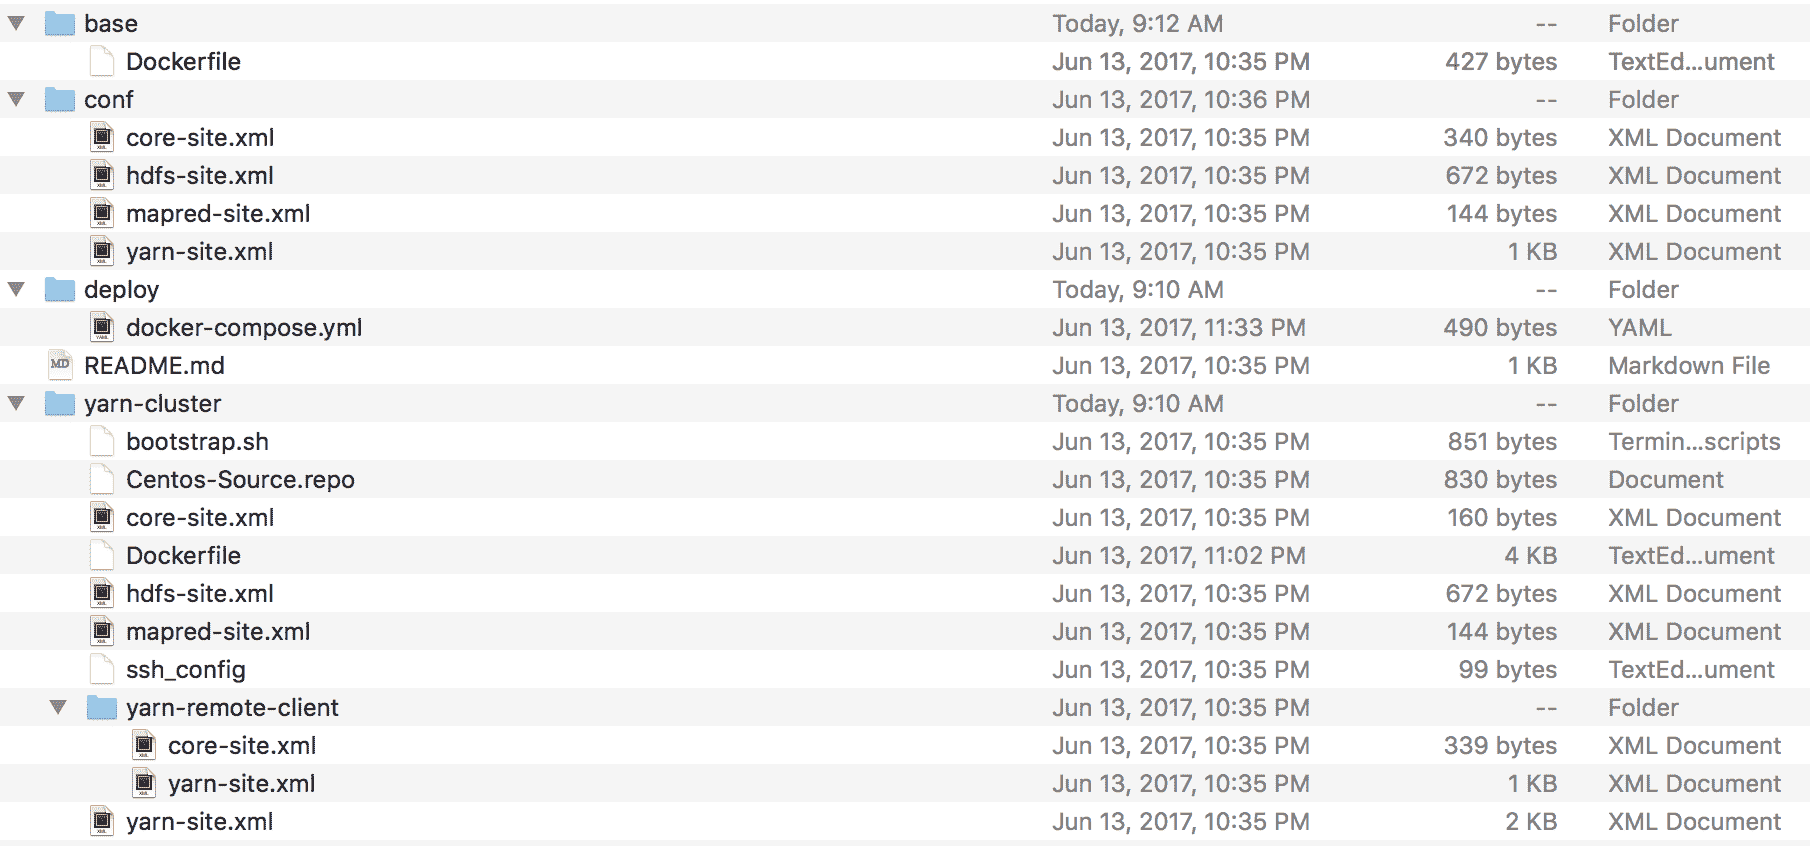 base Today, 9:12 AM -- Folder
Dockerfile Jun 13, 2017, 10:35 PM 427 bytes TextEd...ument
conf Jun 13, 2017, 10:36 PM -- Folder
core-site.xml Jun 13, 2017, 10:35 PM 340 bytes XML Document
hdfs-site.xml Jun 13, 2017, 10:35 PM 672 bytes XML Document
mapred-site.xml Jun 13, 2017, 10:35 PM 144 bytes XML Document
yarn-site.xml Jun 13, 2017, 10:35 PM 1 KB XML Document
deploy Today, 9:10 AM -- Folder
docker-compose.yml Jun 13, 2017, 11:33 PM 490 bytes YAML
MD README.md Jun 13, 2017, 10:35 PM 1 KB Markdown File
yarn-cluster Today, 9:10 AM -- Folder
bootstrap.sh Jun 13, 2017, 10:35 PM 851 bytes Termin...scripts
Centos-Source.repo Jun 13, 2017, 10:35 PM 830 bytes Document
core-site.xml Jun 13, 2017, 10:35 PM 160 bytes XML Document
Dockerfile Jun 13, 2017, 11:02 PM 4 KB TextEd...ument
hdfs-site.xml Jun 13, 2017, 10:35 PM 672 bytes XML Document
mapred-site.xml Jun 13, 2017, 10:35 PM 144 bytes XML Document
ssh_config Jun 13, 2017, 10:35 PM 99 bytes TextEd...ument
yarn-remote-client Jun 13, 2017, 10:35 PM -- Folder
core-site.xml Jun 13, 2017, 10:35 PM 339 bytes XML Document
yarn-site.xml Jun 13, 2017, 10:35 PM 1 KB XML Document
yarn-site.xml Jun 13, 2017, 10:35 PM 2 KB XML Document